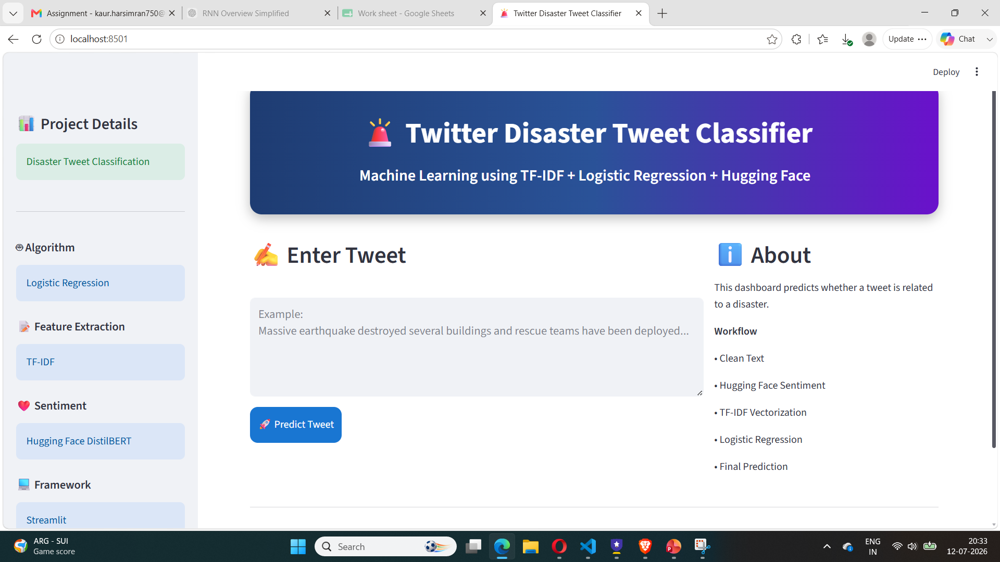 Assignment - kaur.harsimran750@
RNN Overview Simplified
Work sheet - Google Sheets
Twitter Disaster Tweet Classifier
localhost:8501
Update
Chat
Deploy
Project Details
Disaster Tweet Classification
Algorithm
Logistic Regression
Feature Extraction
TF-IDF
Sentiment
Hugging Face DistilBERT
Framework
Streamlit
Twitter Disaster Tweet Classifier
Machine Learning using TF-IDF + Logistic Regression + Hugging Face
Enter Tweet
Example:
Massive earthquake destroyed several buildings and rescue teams have been deployed...
Predict Tweet
About
This dashboard predicts whether a tweet is related
to a disaster.
Workflow
• Clean Text
• Hugging Face Sentiment
• TF-IDF Vectorization
• Logistic Regression
• Final Prediction
ARG - SUI
Game score
Search
ENG
IN
20:33
12-07-2026